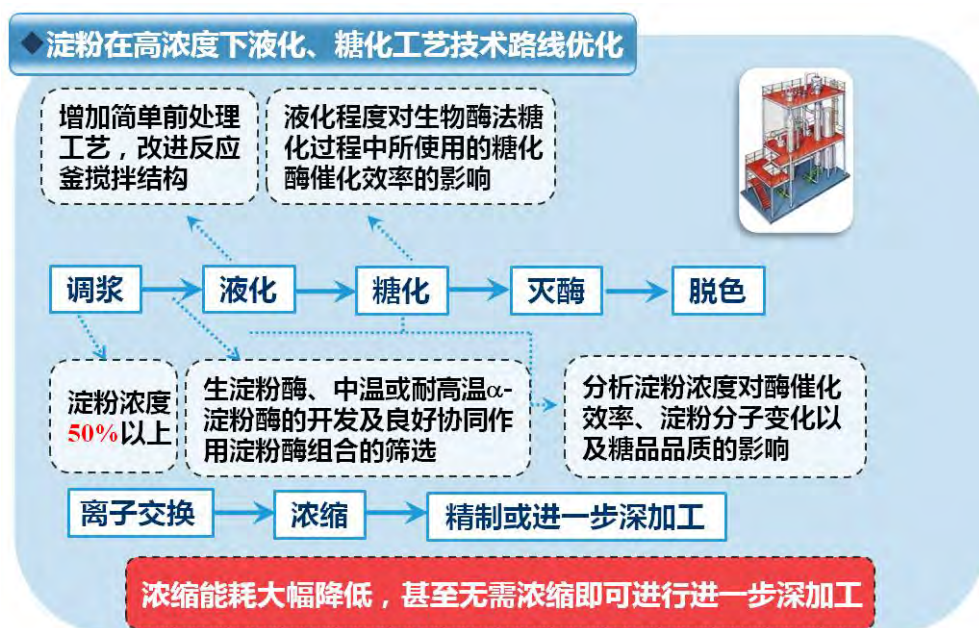 ◆淀粉在高浓度下液化、糖化工艺技术路线优化
增加简单前处理
工艺，改进反应
釜搅拌结构
液化程度对生物酶法糖
化过程中所使用的糖化
酶催化效率的影响
调浆
液化
糖化
灭酶
脱色
淀粉浓度
50%以上
生淀粉酶、中温或耐高温α-
淀粉酶的开发及良好协同作
用淀粉酶组合的筛选
分析淀粉浓度对酶催化
效率、淀粉分子变化以
及糖品品质的影响
离子交换
浓缩
精制或进一步深加工
浓缩能耗大幅降低，甚至无需浓缩即可进行进一步深加工